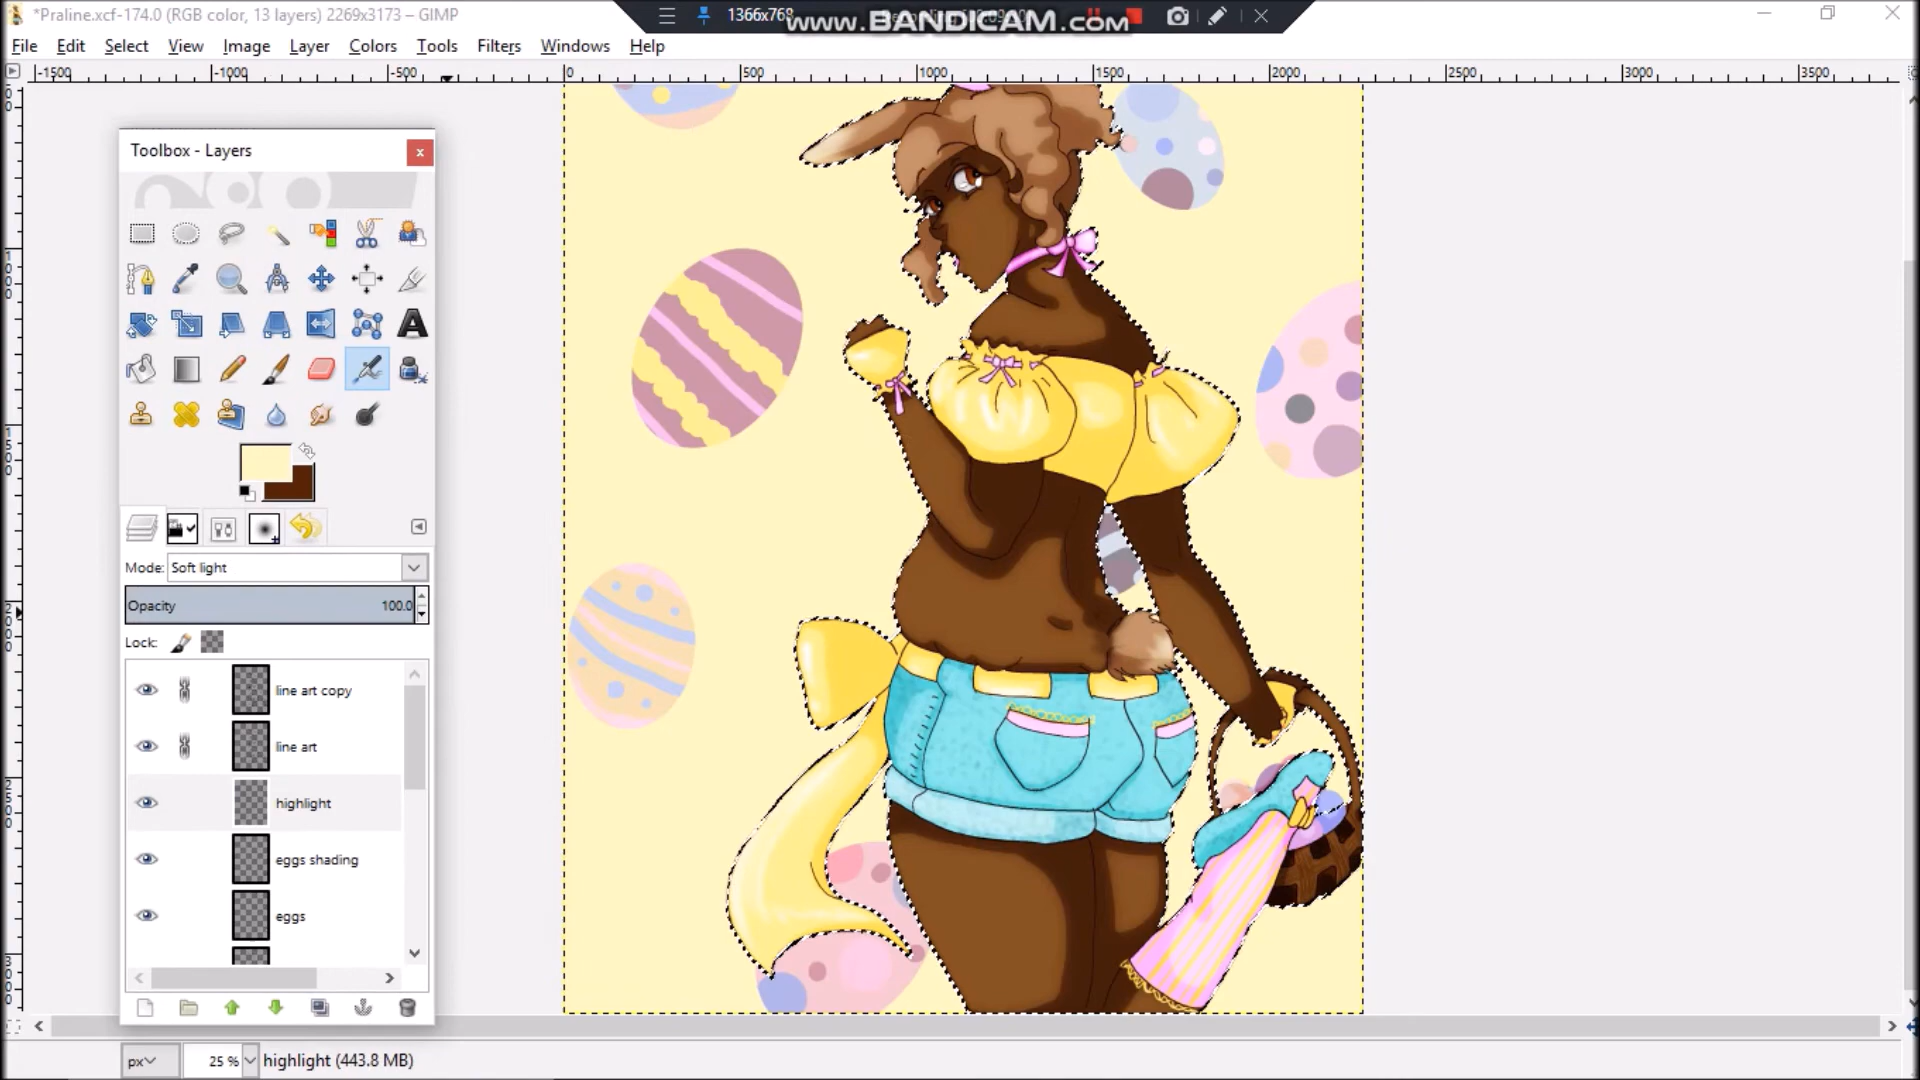 *Praline.xcf-174.0 (RGB color, 13 layers) 2269x3173 – GIMP
1366x768
www.BANDICAM.com
File Edit Select View Image Layer Colors Tools Filters Windows Help
-1500 -1000 -500 0 500 1000 1500 2000 2500 3000 3500
Toolbox - Layers
Mode: Soft light
Opacity 100.0
Lock:
line art copy
line art
highlight
eggs shading
eggs
px 25 % highlight (443.8 MB)